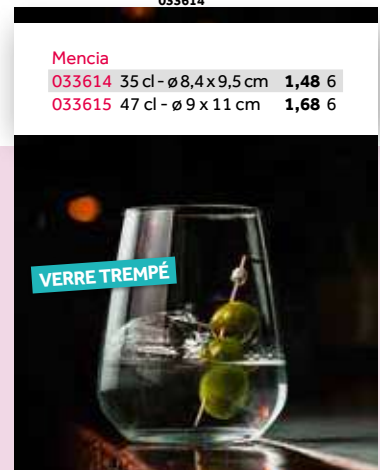 033614
Mencia
033614 35 cl - ø 8,4 x 9,5 cm 1,48 6
033615 47 cl - ø 9 x 11 cm 1,68 6
VERRE TREMPÉ